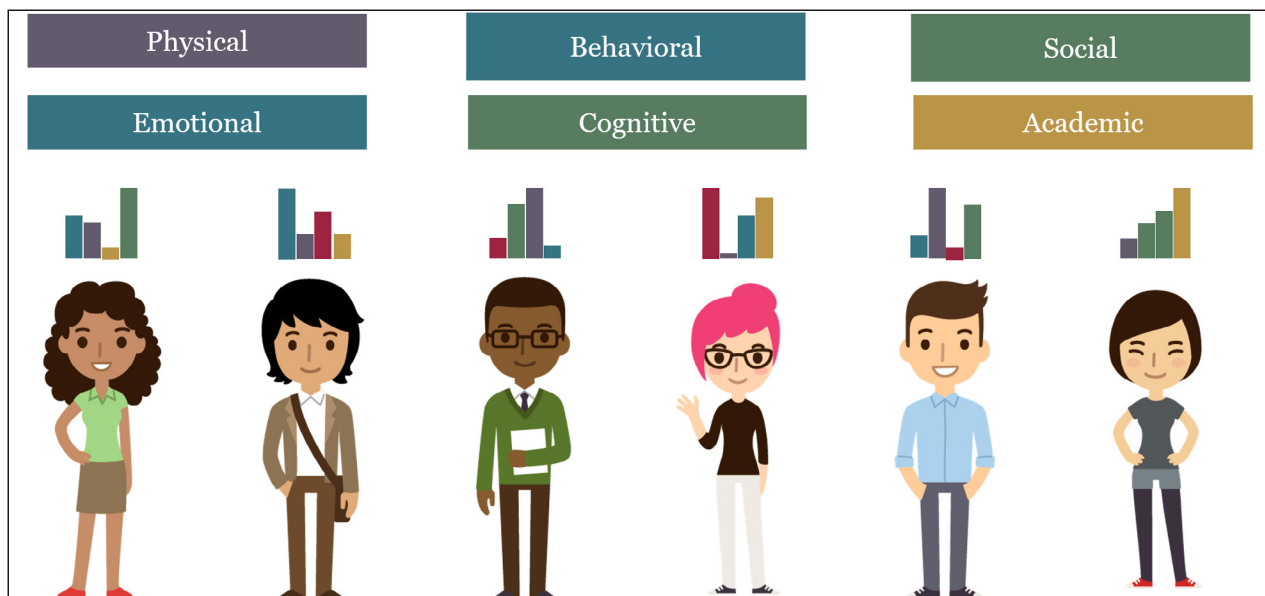 Physical
Behavioral
Social
Emotional
Cognitive
Academic